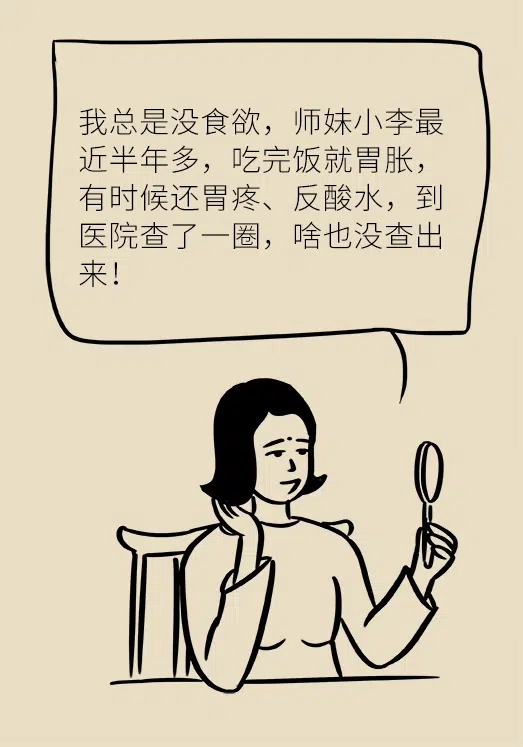 我总是没食欲，师妹小李最
近半年多，吃完饭就胃胀，
有时候还胃疼、反酸水，到
医院查了一圈，啥也没查出
来！